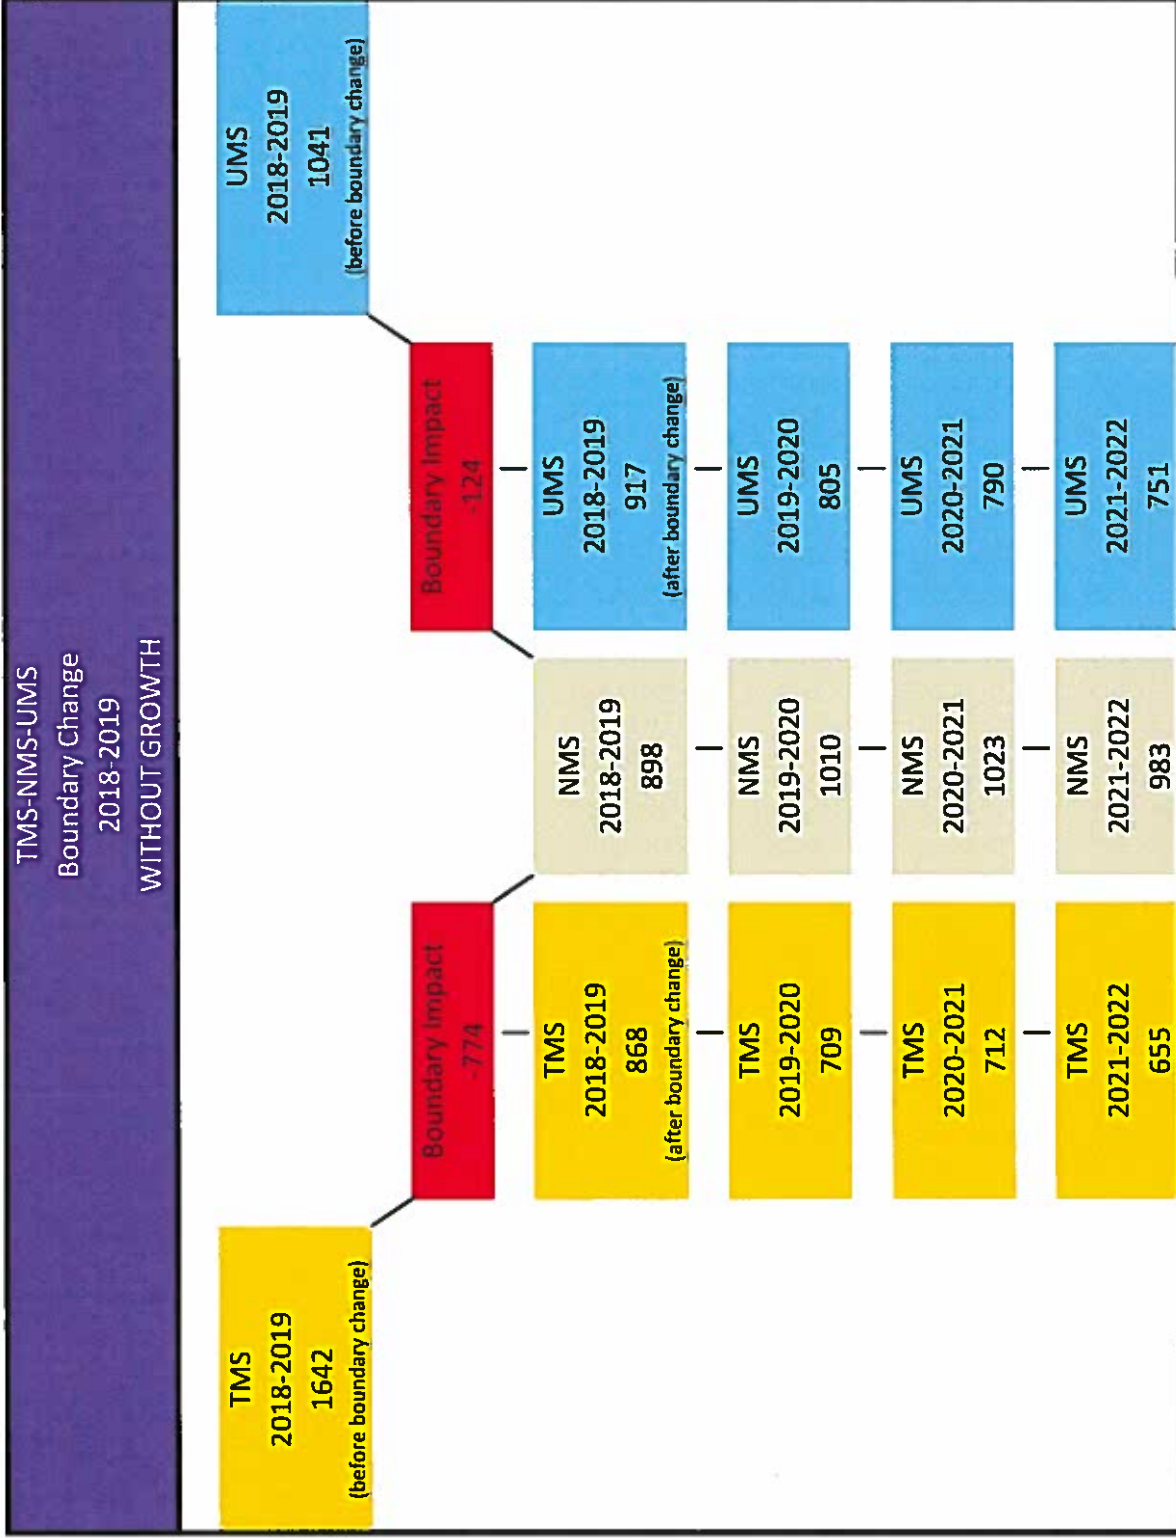 TMS-NMS-UMS
Boundary Change
2018-2019
WITHOUT GROWTH
TMS
2018-2019
1642
(before boundary change)
UMS
2018-2019
1041
(before boundary change)
Boundary Impact
-774
Boundary Impact
-124
TMS
2018-2019
868
(after boundary change)
NMS
2018-2019
898
UMS
2018-2019
917
(after boundary change)
TMS
2019-2020
709
NMS
2019-2020
1010
UMS
2019-2020
805
TMS
2020-2021
712
NMS
2020-2021
1023
UMS
2020-2021
790
TMS
2021-2022
655
NMS
2021-2022
983
UMS
2021-2022
751